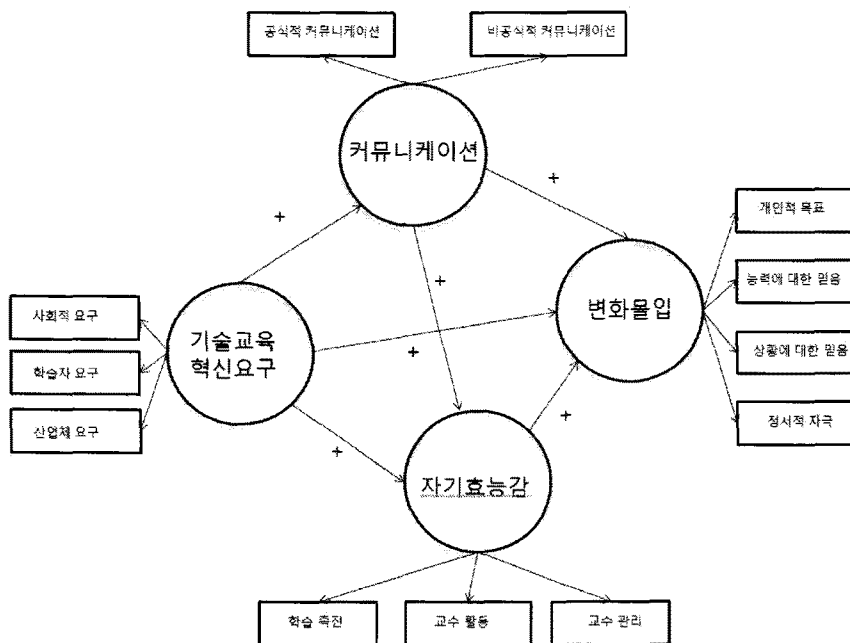 공식적 커뮤니케이션
비공식적 커뮤니케이션
커뮤니케이션
+
+
개인적 목표
+
능력에 대한 믿음
변화몰입
사회적 요구
기술교육
혁신요구
+
상황에 대한 믿음
학습자 요구
산업체 요구
정서적 자극
+
+
자기효능감
학습 촉진
교수 활동
교수 관리